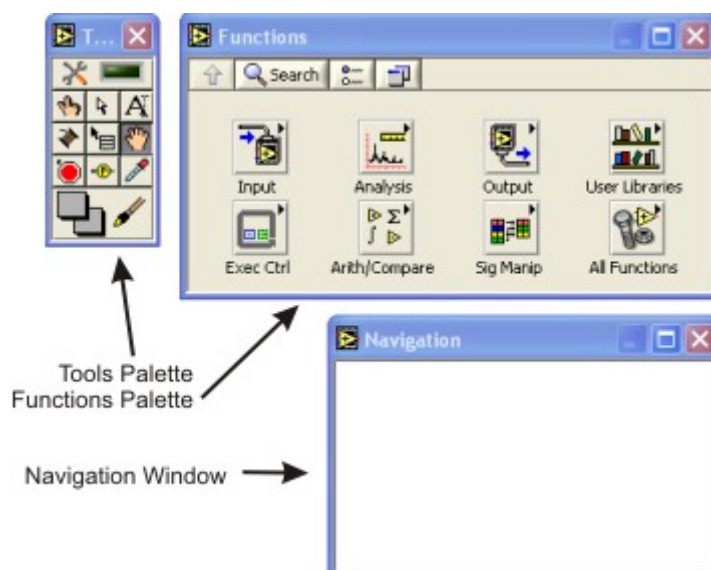 T...
Functions
Search
Input
Analysis
Output
User Libraries
Exec Ctrl
Arith/Compare
Sig Manip
All Functions
Tools Palette
Functions Palette
Navigation
Navigation Window